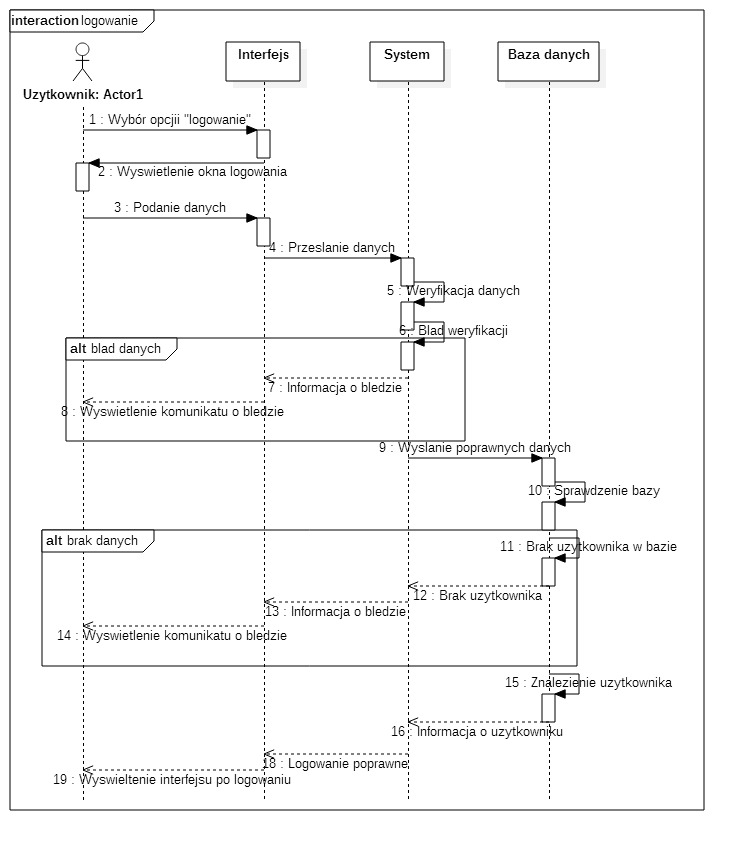 interaction logowanie
Interfejs
System
Baza danych
Uzytkownik: Actor1
1 : Wybór opcji "logowanie"
2 : Wyswietlenie okna logowania
3 : Podanie danych
4 : Przeslanie danych
5 : Weryfikacja danych
6 : Blad weryfikacji
alt blad danych
7 : Informacja o bledzie
8 : Wyswietlenie komunikatu o bledzie
9 : Wyslanie poprawnych danych
10 : Sprawdzenie bazy
alt brak danych
11 : Brak uzytkownika w bazie
12 : Brak uzytkownika
13 : Informacja o bledzie
14 : Wyswietlenie komunikatu o bledzie
15 : Znalezienie uzytkownika
16 : Informacja o uzytkowniku
18 : Logowanie poprawne
19 : Wyswieltenie interfejsu po logowaniu